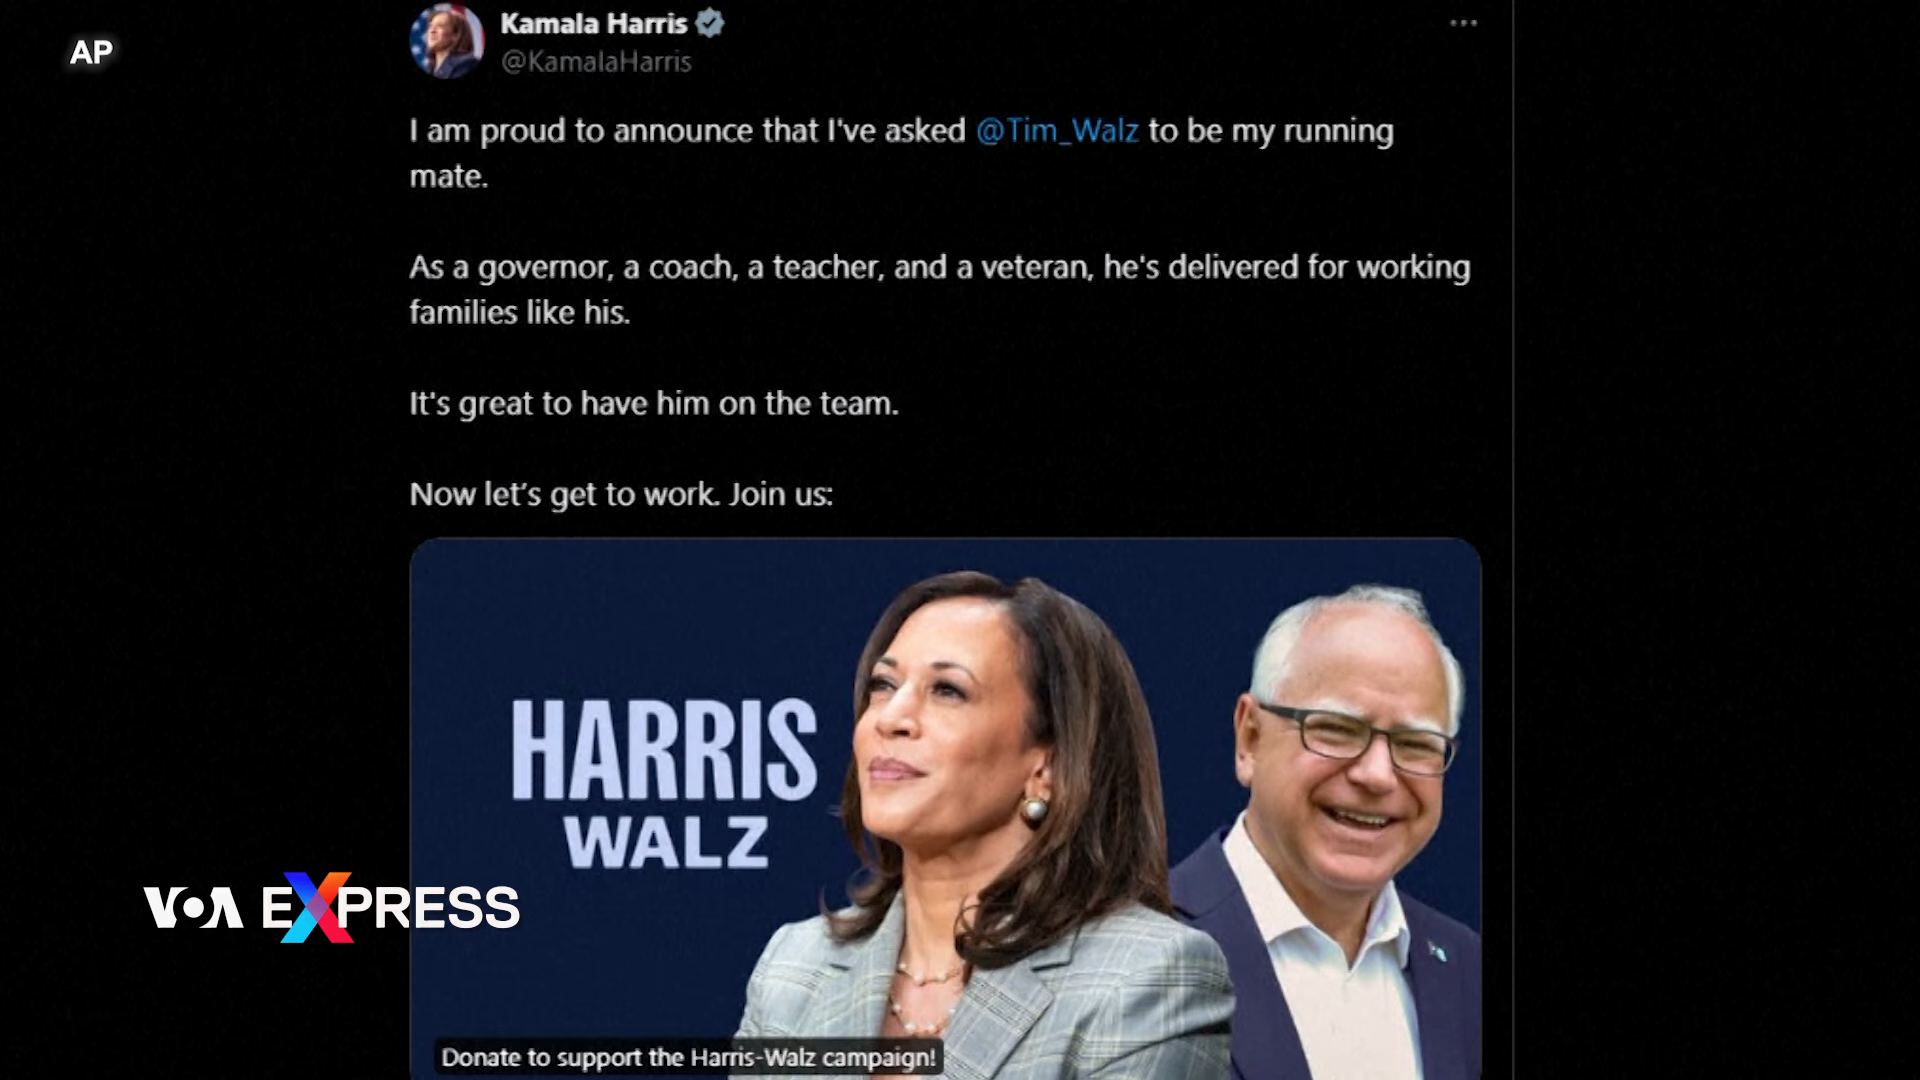 AP
Kamala Harris
@KamalaHarris
I am proud to announce that I've asked @Tim_Walz to be my running
mate.
As a governor, a coach, a teacher, and a veteran, he's delivered for working
families like his.
It's great to have him on the team.
Now let's get to work. Join us:
HARRIS
WALZ
VOA EXPRESS
Donate to support the Harris-Walz campaign!